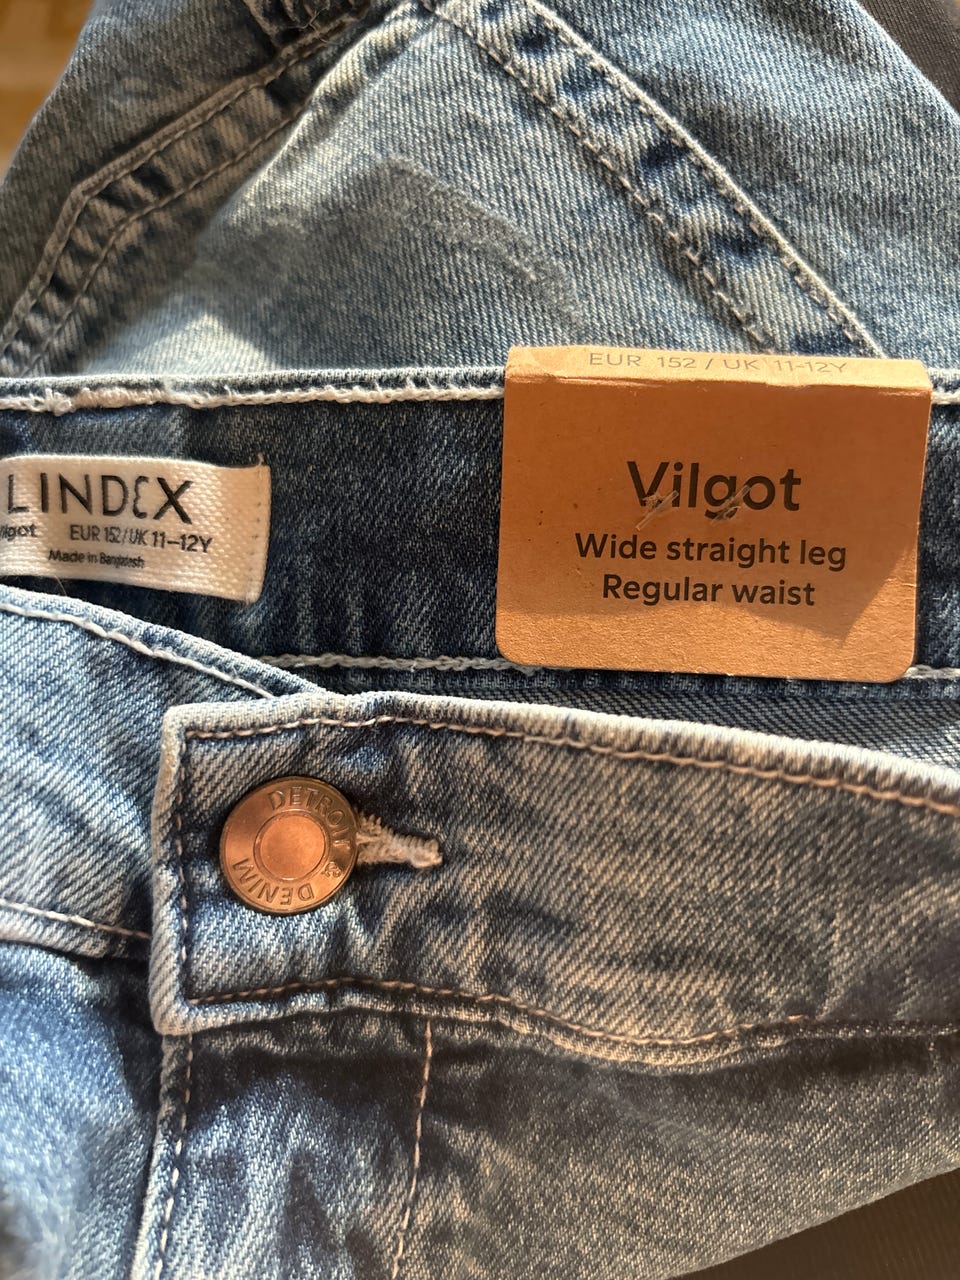 EUR 152 / UK 11-12Y
Vilgot
Wide straight leg
Regular waist
LINDEX
ilgot EUR 152/UK 11–12Y
Made in Bangladesh
DETROIT & DENIM